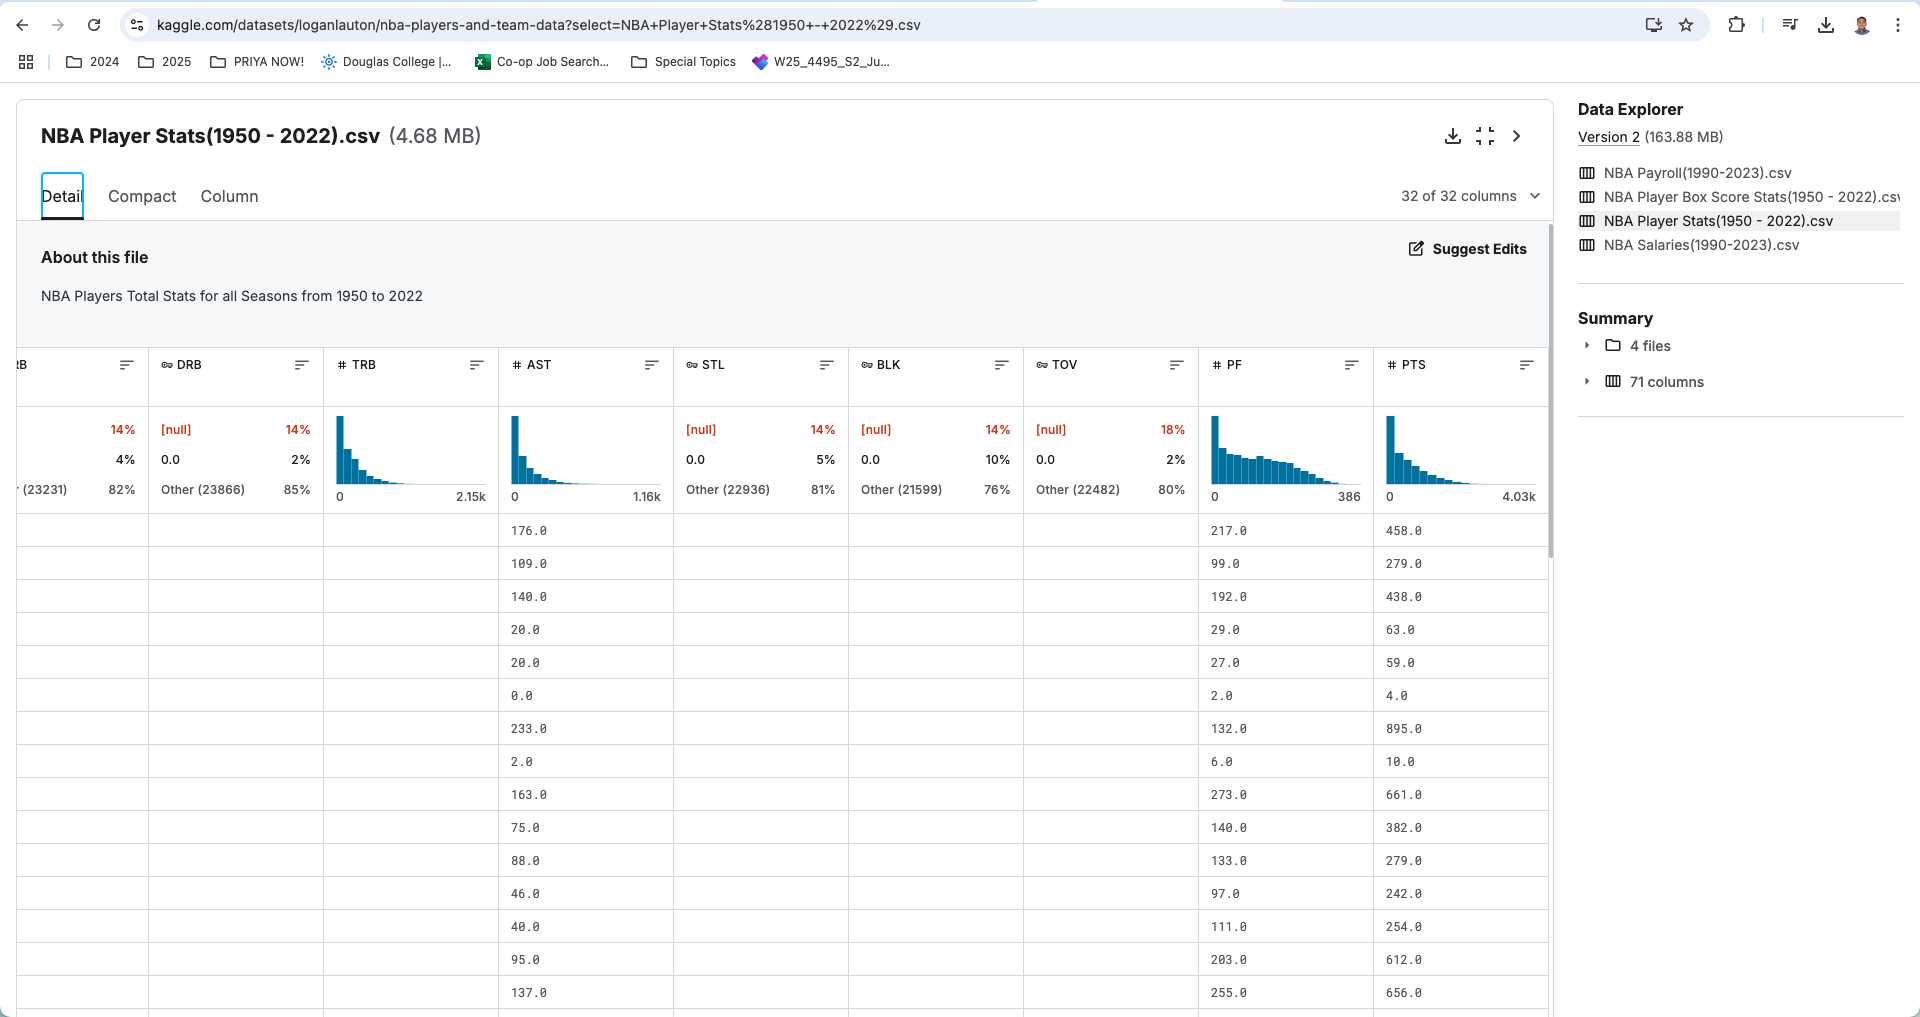 kaggle.com/datasets/loganlauton/nba-players-and-team-data?select=NBA+Player+Stats%281950+-+2022%29.csv
2024 2025 PRIYA NOW! Douglas College |... Co-op Job Search... Special Topics W25_4495_S2_Ju...
NBA Player Stats(1950 - 2022).csv (4.68 MB)
Detail Compact Column 32 of 32 columns
About this file
Suggest Edits
NBA Players Total Stats for all Seasons from 1950 to 2022
RB DRB # TRB # AST STL BLK TOV # PF # PTS
14% [null] 14% [null] 14% [null] 14% [null] 18%
4% 0.0 2% 0.0 5% 0.0 10% 0.0 2%
r (23231) 82% Other (23866) 85% 0 2.15k 0 1.16k Other (22936) 81% Other (21599) 76% Other (22482) 80% 0 386 0 4.03k
176.0 217.0 458.0
109.0 99.0 279.0
140.0 192.0 438.0
20.0 29.0 63.0
20.0 27.0 59.0
0.0 2.0 4.0
233.0 132.0 895.0
2.0 6.0 10.0
163.0 273.0 661.0
75.0 140.0 382.0
88.0 133.0 279.0
46.0 97.0 242.0
40.0 111.0 254.0
95.0 203.0 612.0
137.0 255.0 656.0
Data Explorer
Version 2 (163.88 MB)
NBA Payroll(1990-2023).csv
NBA Player Box Score Stats(1950 - 2022).csv
NBA Player Stats(1950 - 2022).csv
NBA Salaries(1990-2023).csv
Summary
4 files
71 columns